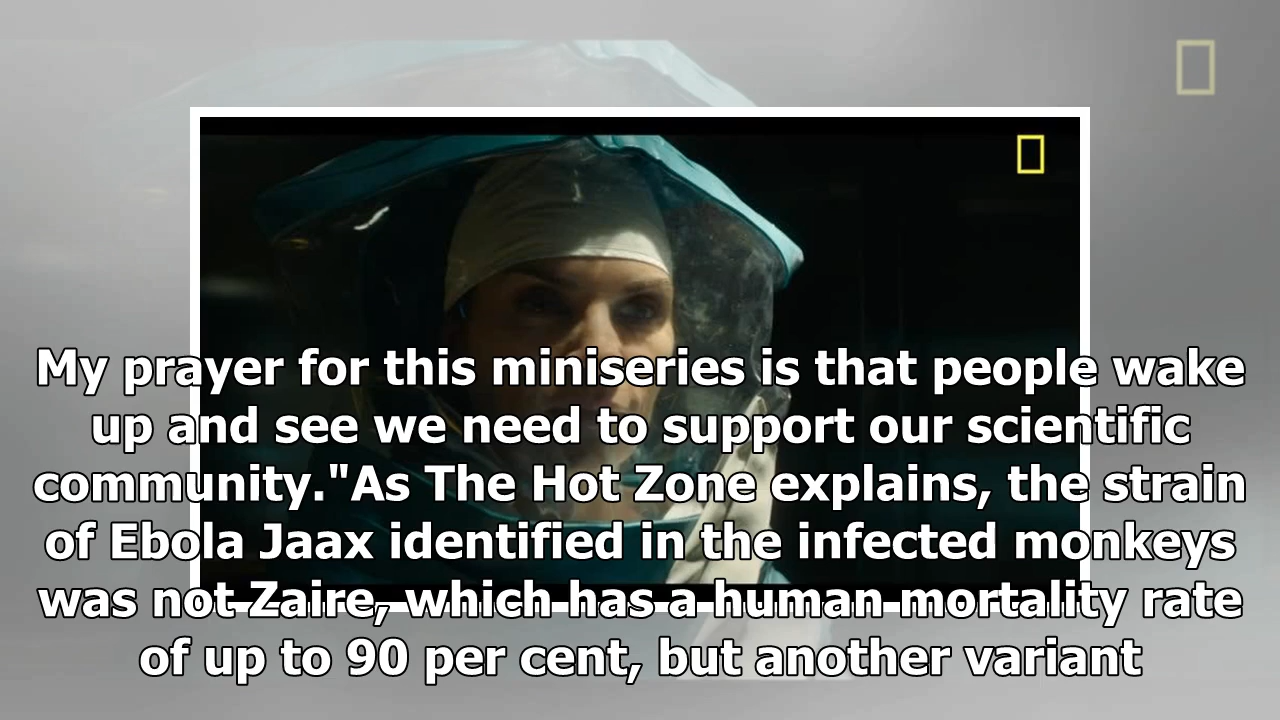 My prayer for this miniseries is that people wake
up and see we need to support our scientific
community."As The Hot Zone explains, the strain
of Ebola Jaax identified in the infected monkeys
was not Zaire, which has a human mortality rate
of up to 90 per cent, but another variant